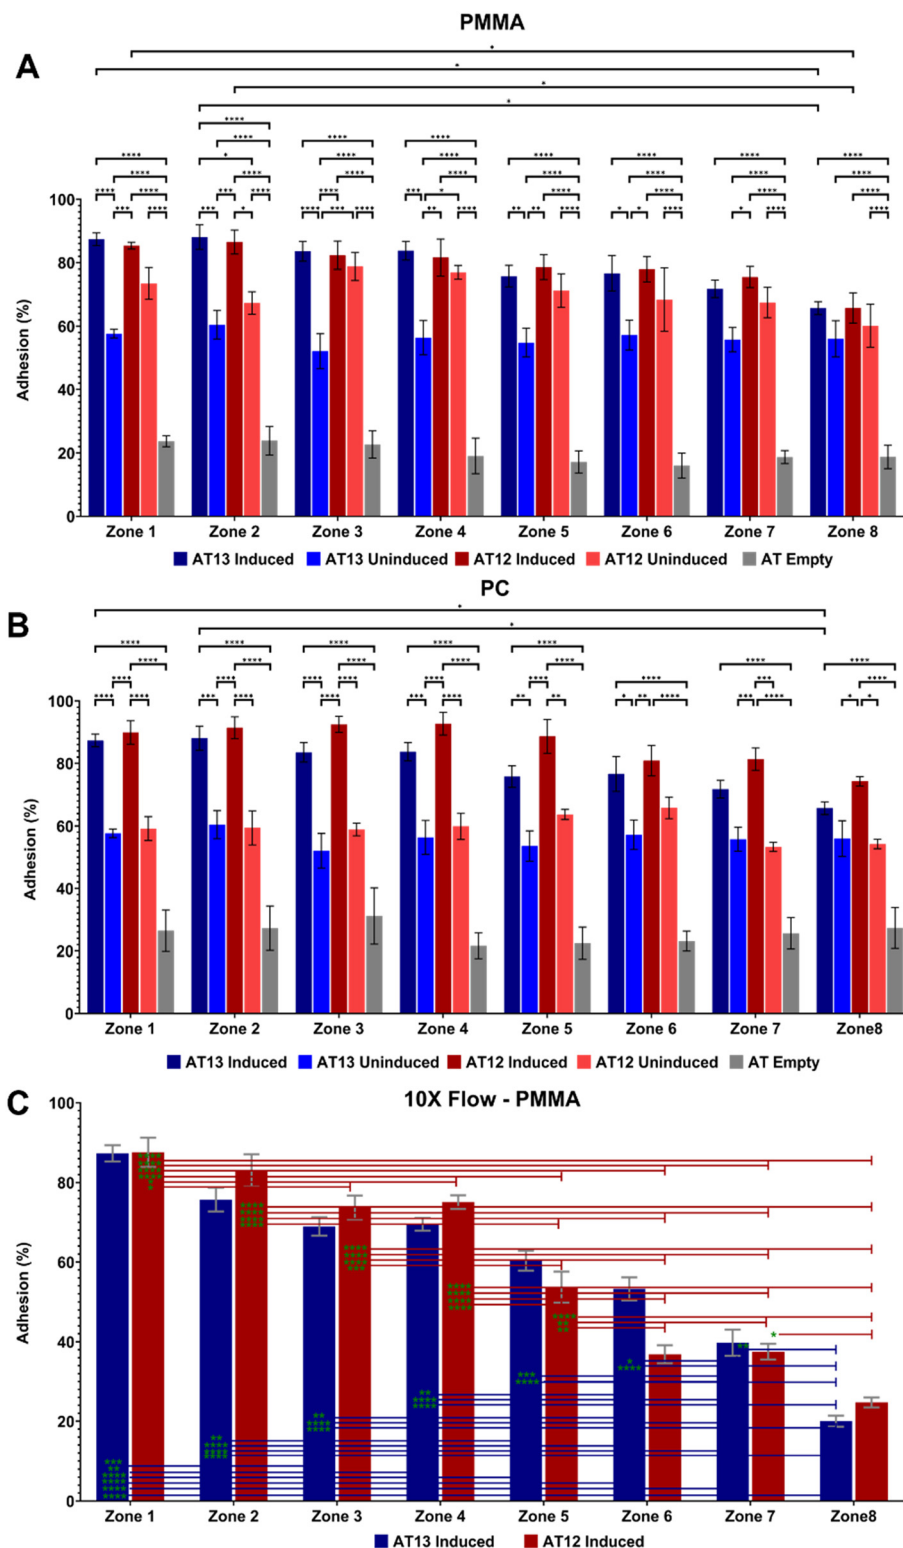 PMMA
A
Adhesion (%)
100
80
60
40
20
0
Zone 1 Zone 2 Zone 3 Zone 4 Zone 5 Zone 6 Zone 7 Zone 8
AT13 Induced AT13 Uninduced AT12 Induced AT12 Uninduced AT Empty
PC
B
Adhesion (%)
100
80
60
40
20
0
Zone 1 Zone 2 Zone 3 Zone 4 Zone 5 Zone 6 Zone 7 Zone8
AT13 Induced AT13 Uninduced AT12 Induced AT12 Uninduced AT Empty
C
10X Flow - PMMA
Adhesion (%)
100
80
60
40
20
0
Zone 1 Zone 2 Zone 3 Zone 4 Zone 5 Zone 6 Zone 7 Zone8
AT13 Induced AT12 Induced